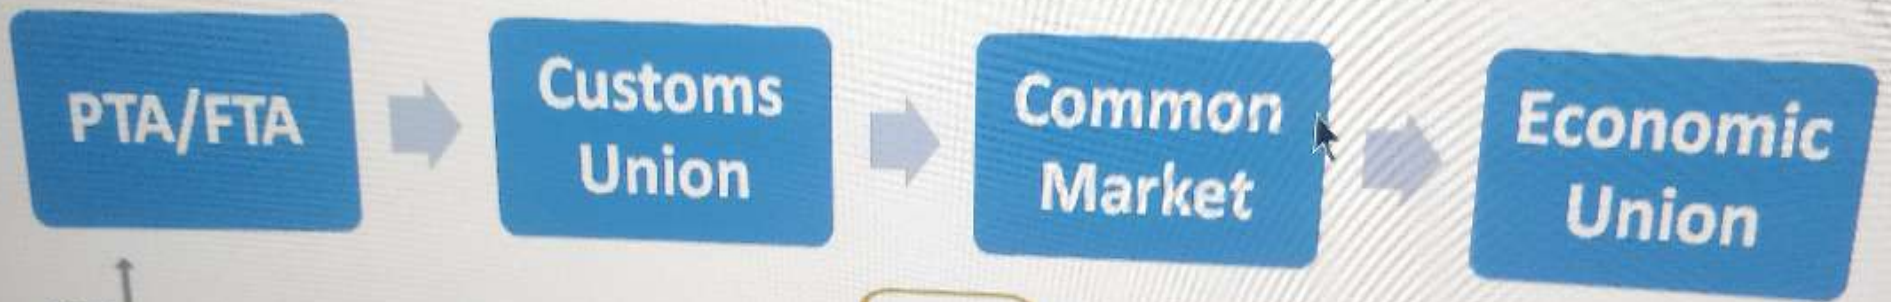 PTA/FTA
Customs
Union
Common
Market
Economic
Union